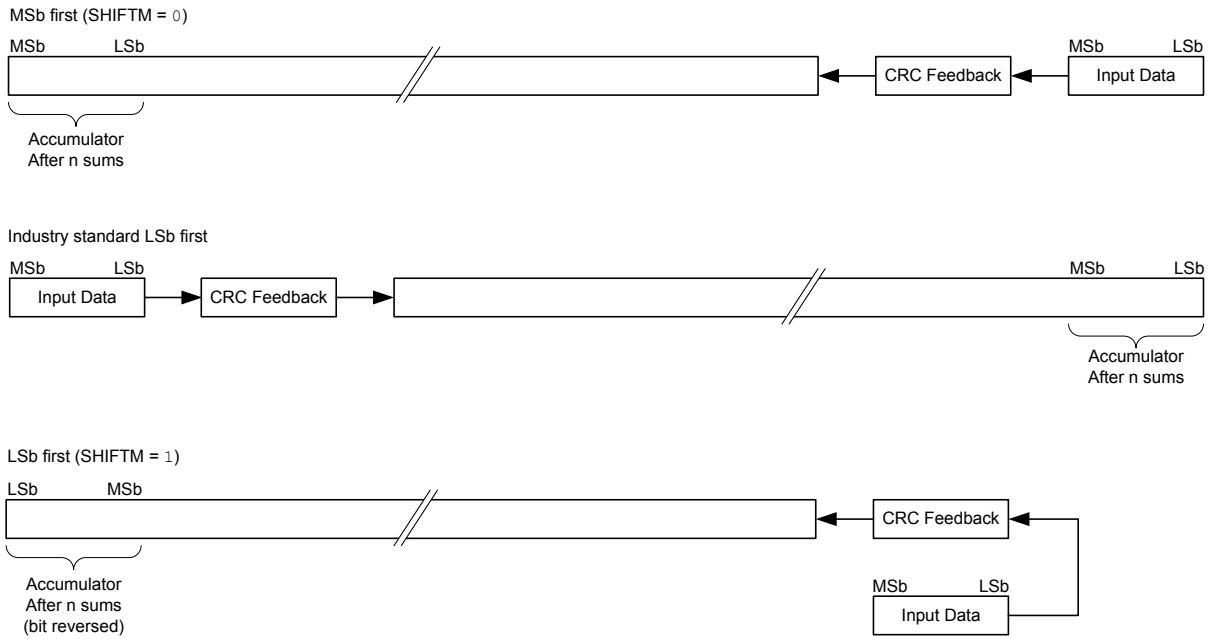 MSb first (SHIFTM = 0)
MSb LSb MSb LSb
CRC Feedback Input Data
Accumulator
After n sums
Industry standard LSb first
MSb LSb MSb LSb
Input Data CRC Feedback
Accumulator
After n sums
LSb first (SHIFTM = 1)
LSb MSb
CRC Feedback
Accumulator
After n sums
(bit reversed)
MSb LSb
Input Data